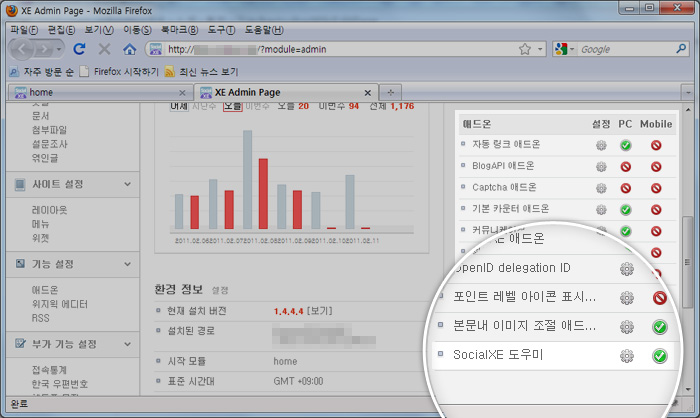 XE Admin Page - Mozilla Firefox
파일(F) 편집(E) 보기(V) 이동(S) 북마크(B) 도구(T) 도움말(H)
http:// /?module=admin
Google
자주 방문 순 Firefox 시작하기 최신 뉴스 보기
home
XE Admin Page
문서
첨부파일
설문조사
엮인글
사이트 설정
레이아웃
메뉴
위젯
기능 설정
애드온
위지윅 에디터
RSS
부가 기능 설정
접속통계
한국 우편번호
어제 지난주 오늘 이번주 오늘 20 이번주 94 전체 1,176
2011.02.05 2011.02.06 2011.02.07 2011.02.08 2011.02.09 2011.02.10 2011.02.11
환경 정보 설정
현재 설치 버전 1.4.4.4 [보기]
설치된 경로
시작 모듈 home
표준 시간대 GMT +09:00
애드온 설정 PC Mobile
자동 링크 애드온
BlogAPI 애드온
Captcha 애드온
기본 카운터 애드온
애드온
OpenID delegation ID
포인트 레벨 아이콘 표시...
본문내 이미지 조절 애드...
SocialXE 도우미
완료